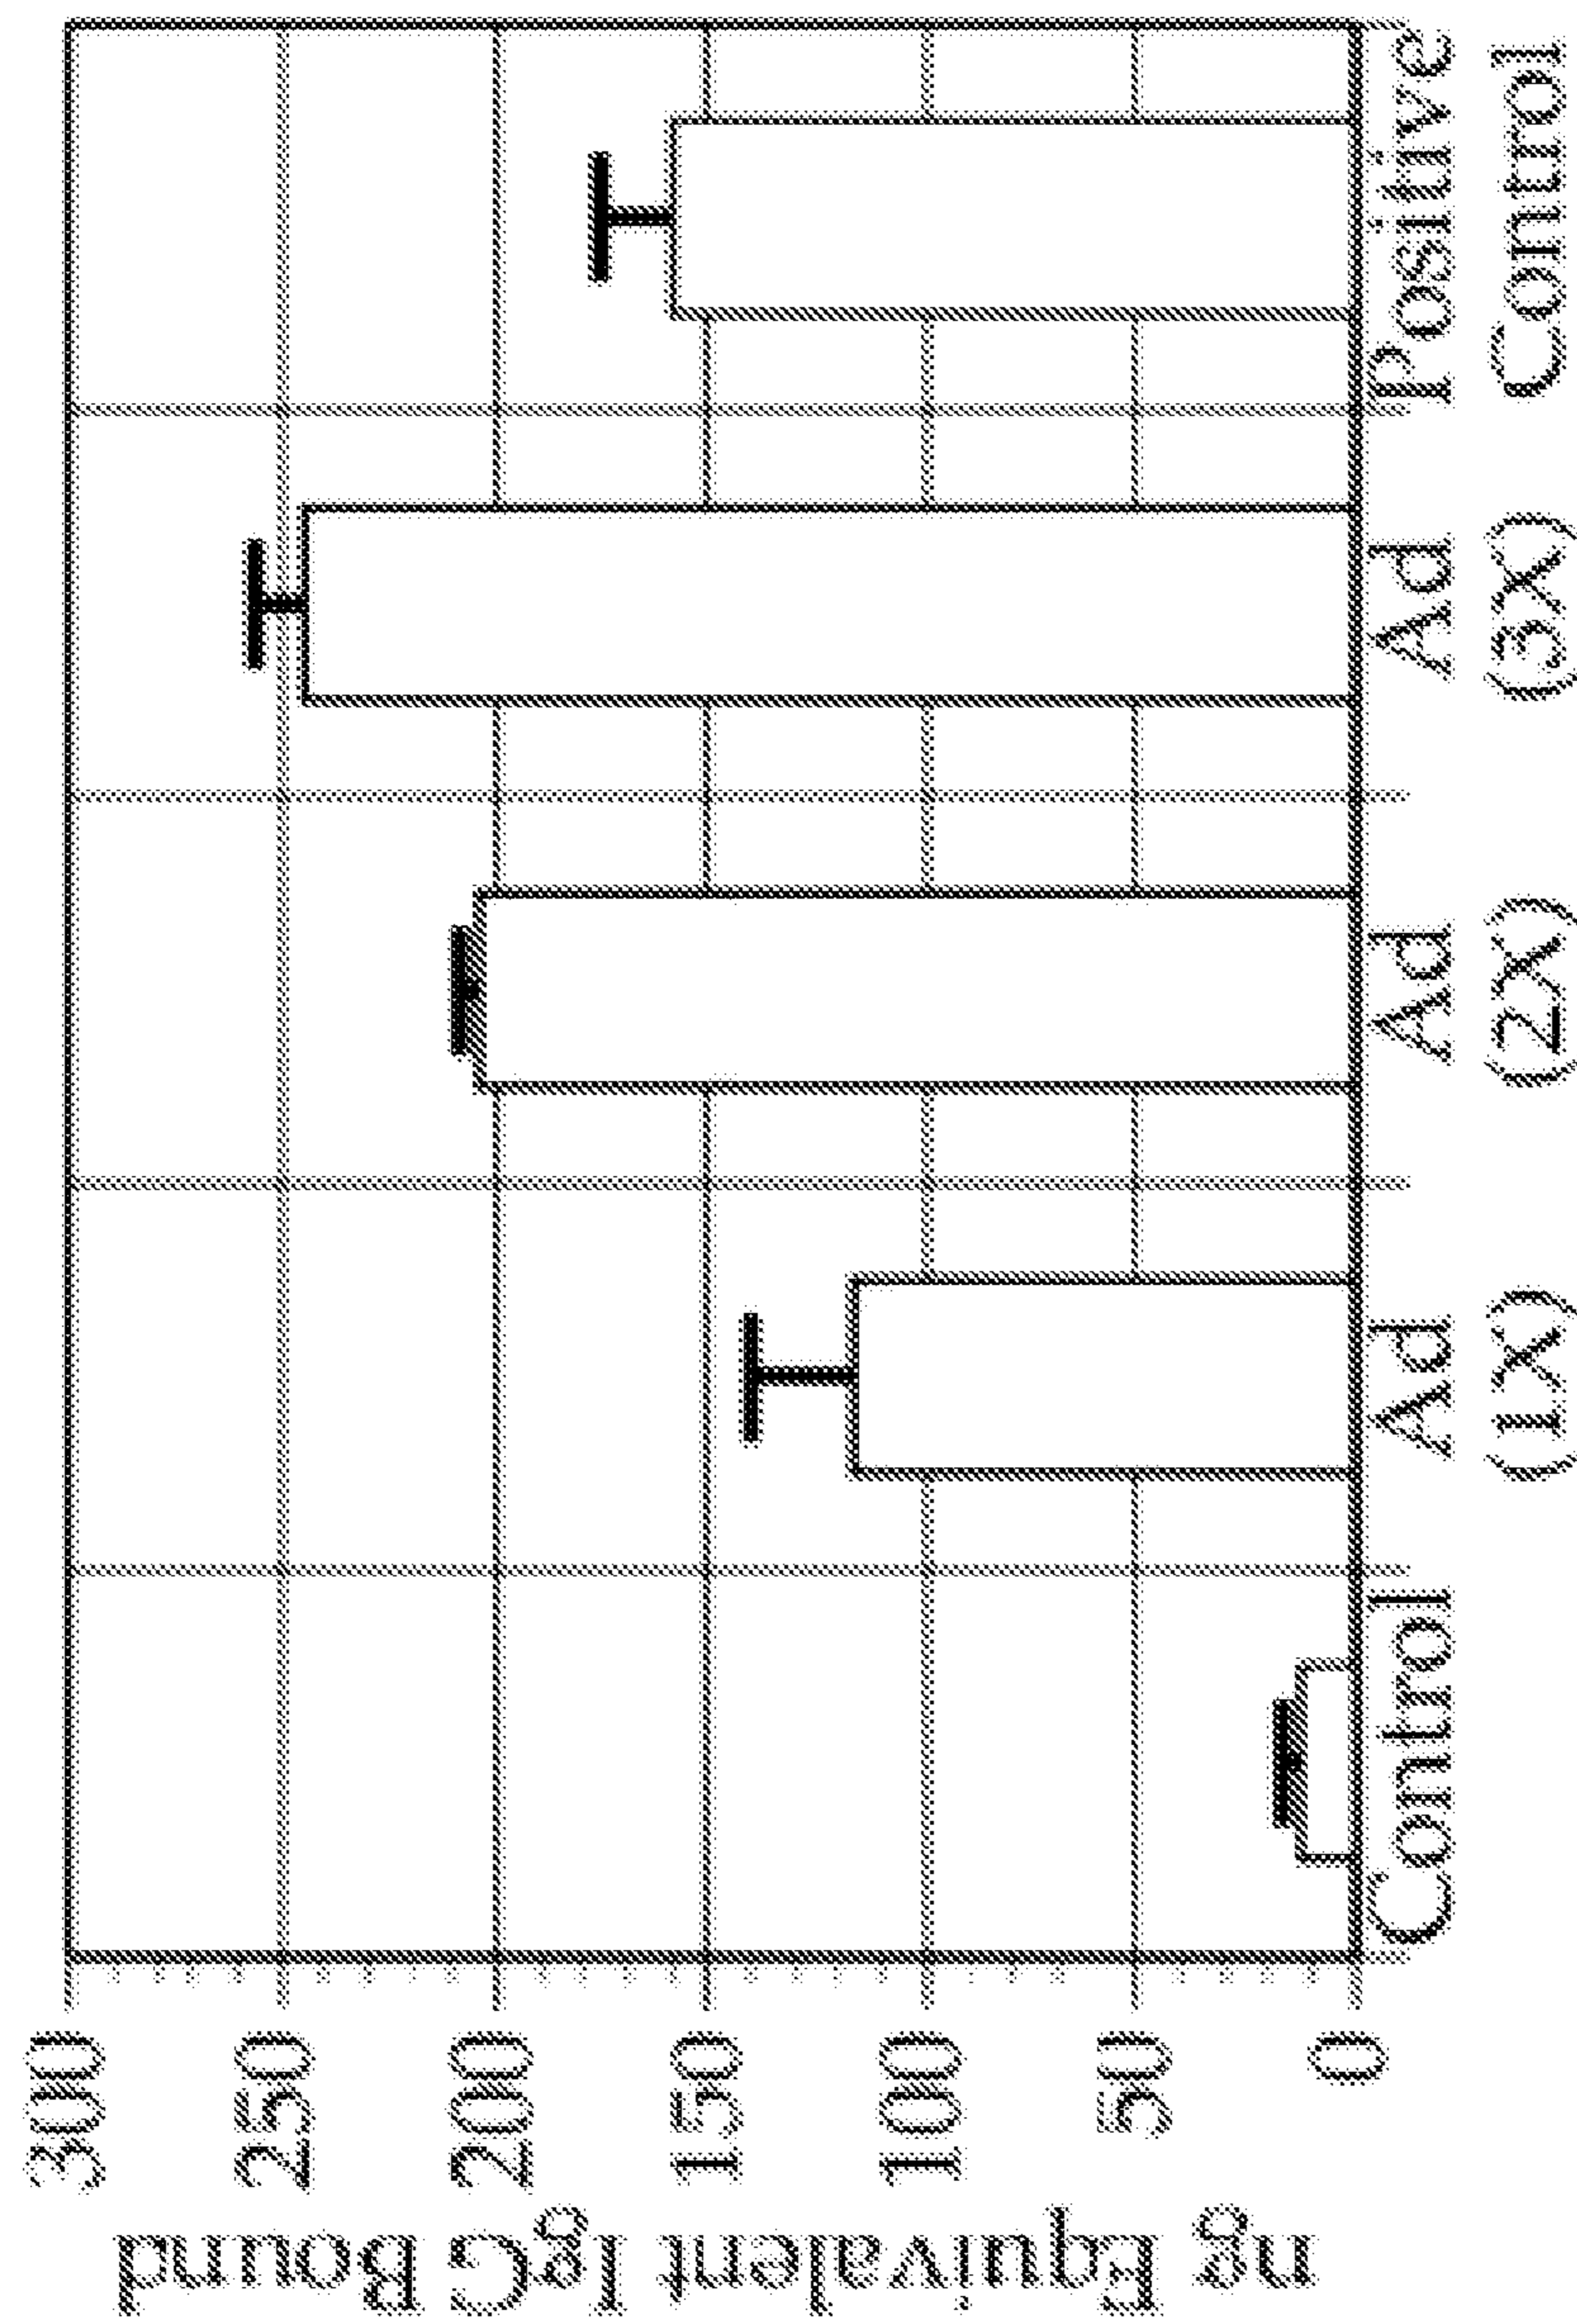 ng Equivalent IgG Bound
300
250
200
150
100
50
0
Control
Ad
(1X)
Ad
(2X)
Ad
(3X)
Positive
Control